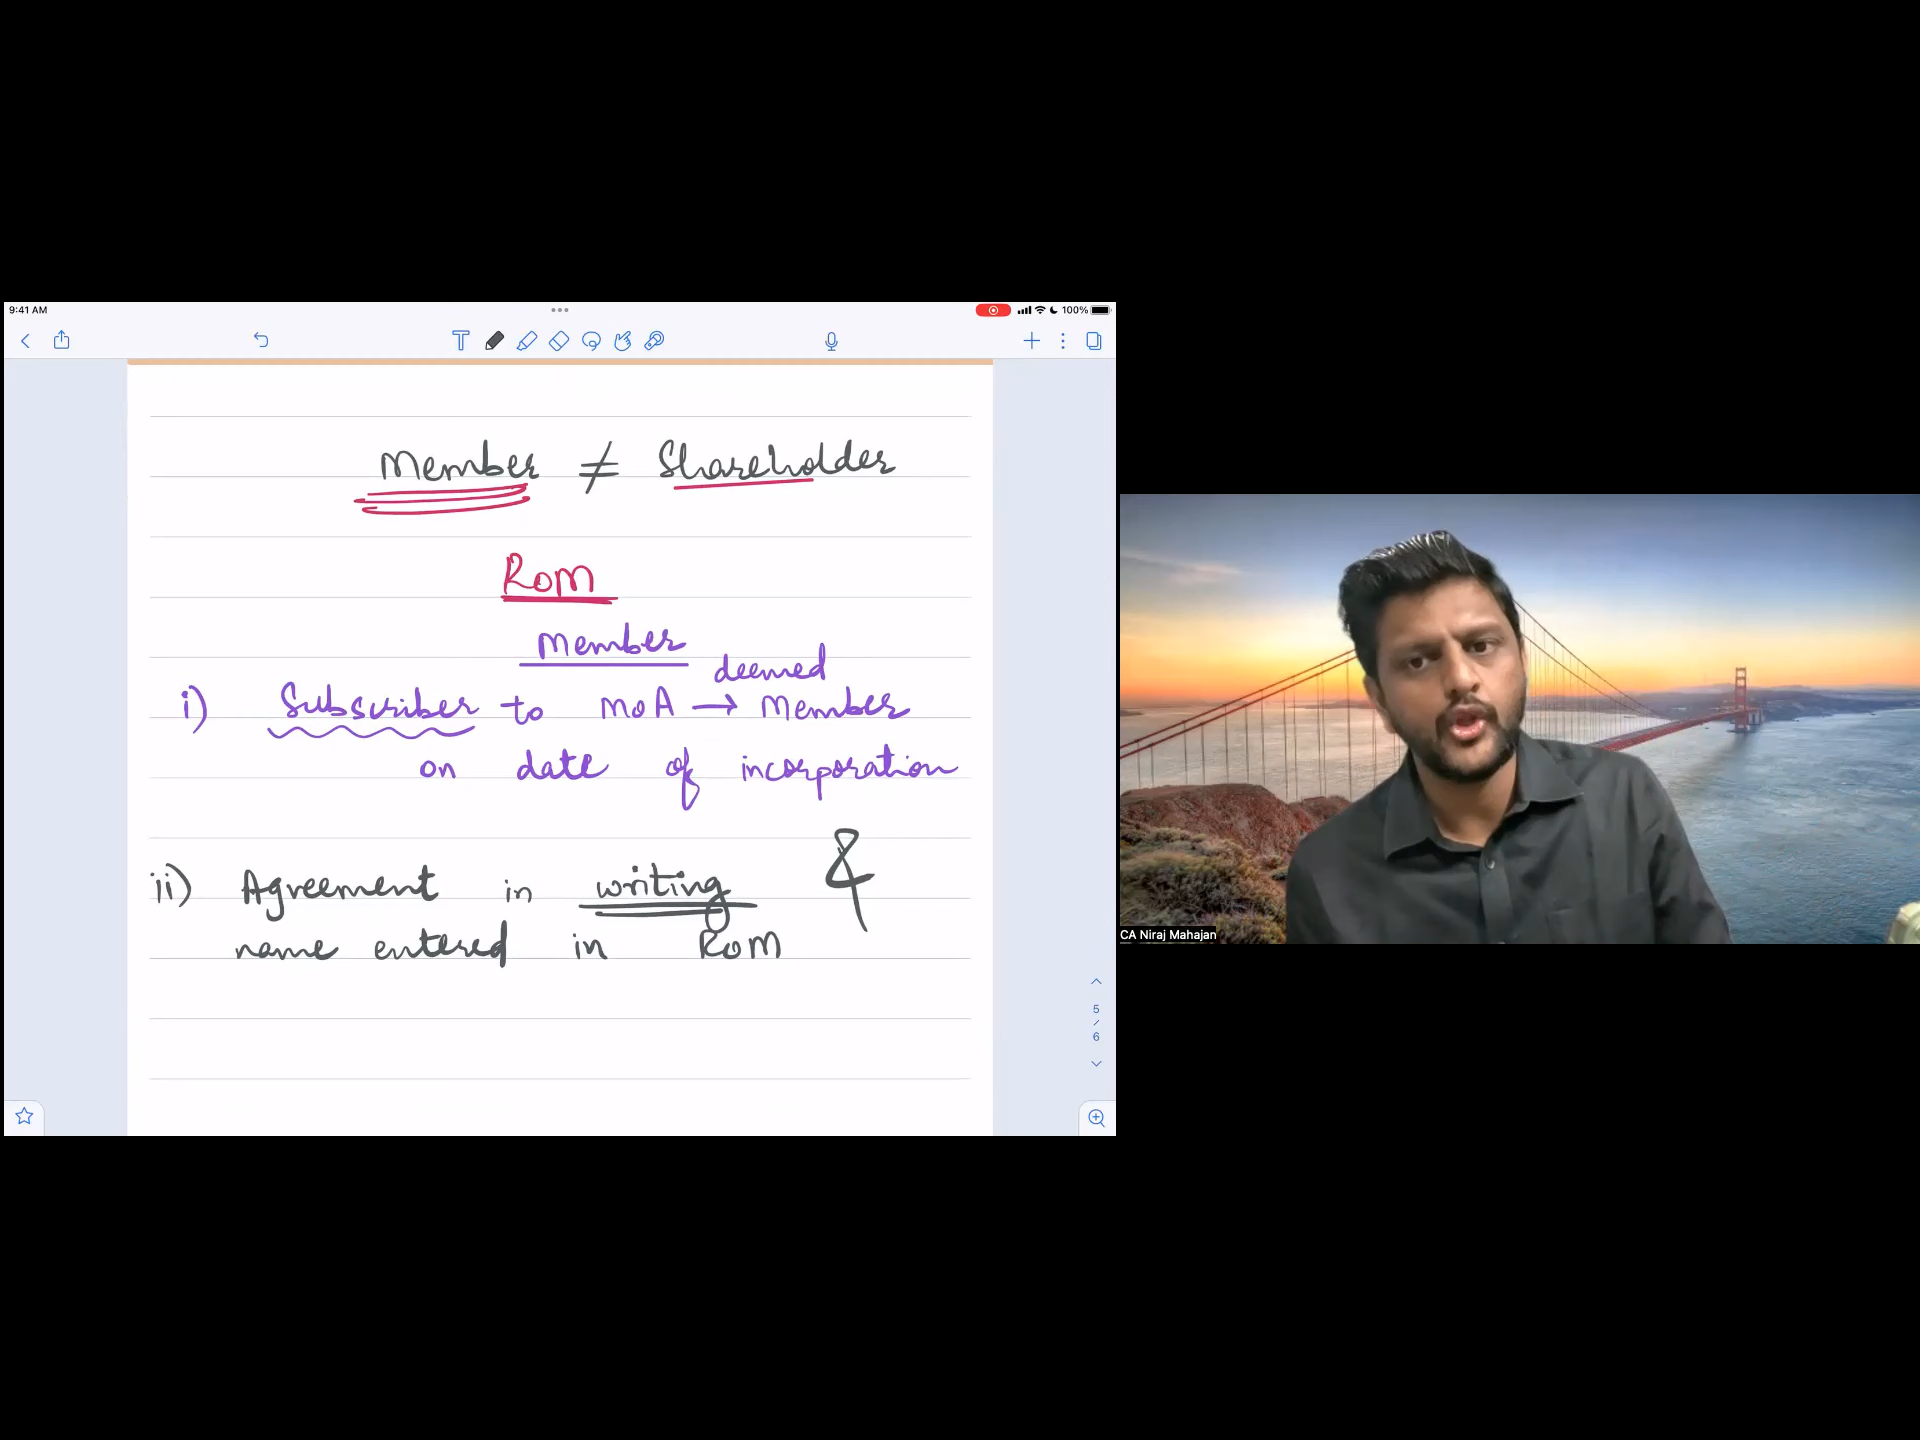 9:41 AM
100%
Member ≠ Shareholder
RoM
Member
deemed
i) Subscriber to MoA → Member
on date of incorporation
ii) Agreement in writing &
name entered in RoM
5
/
6
CA Niraj Mahajan